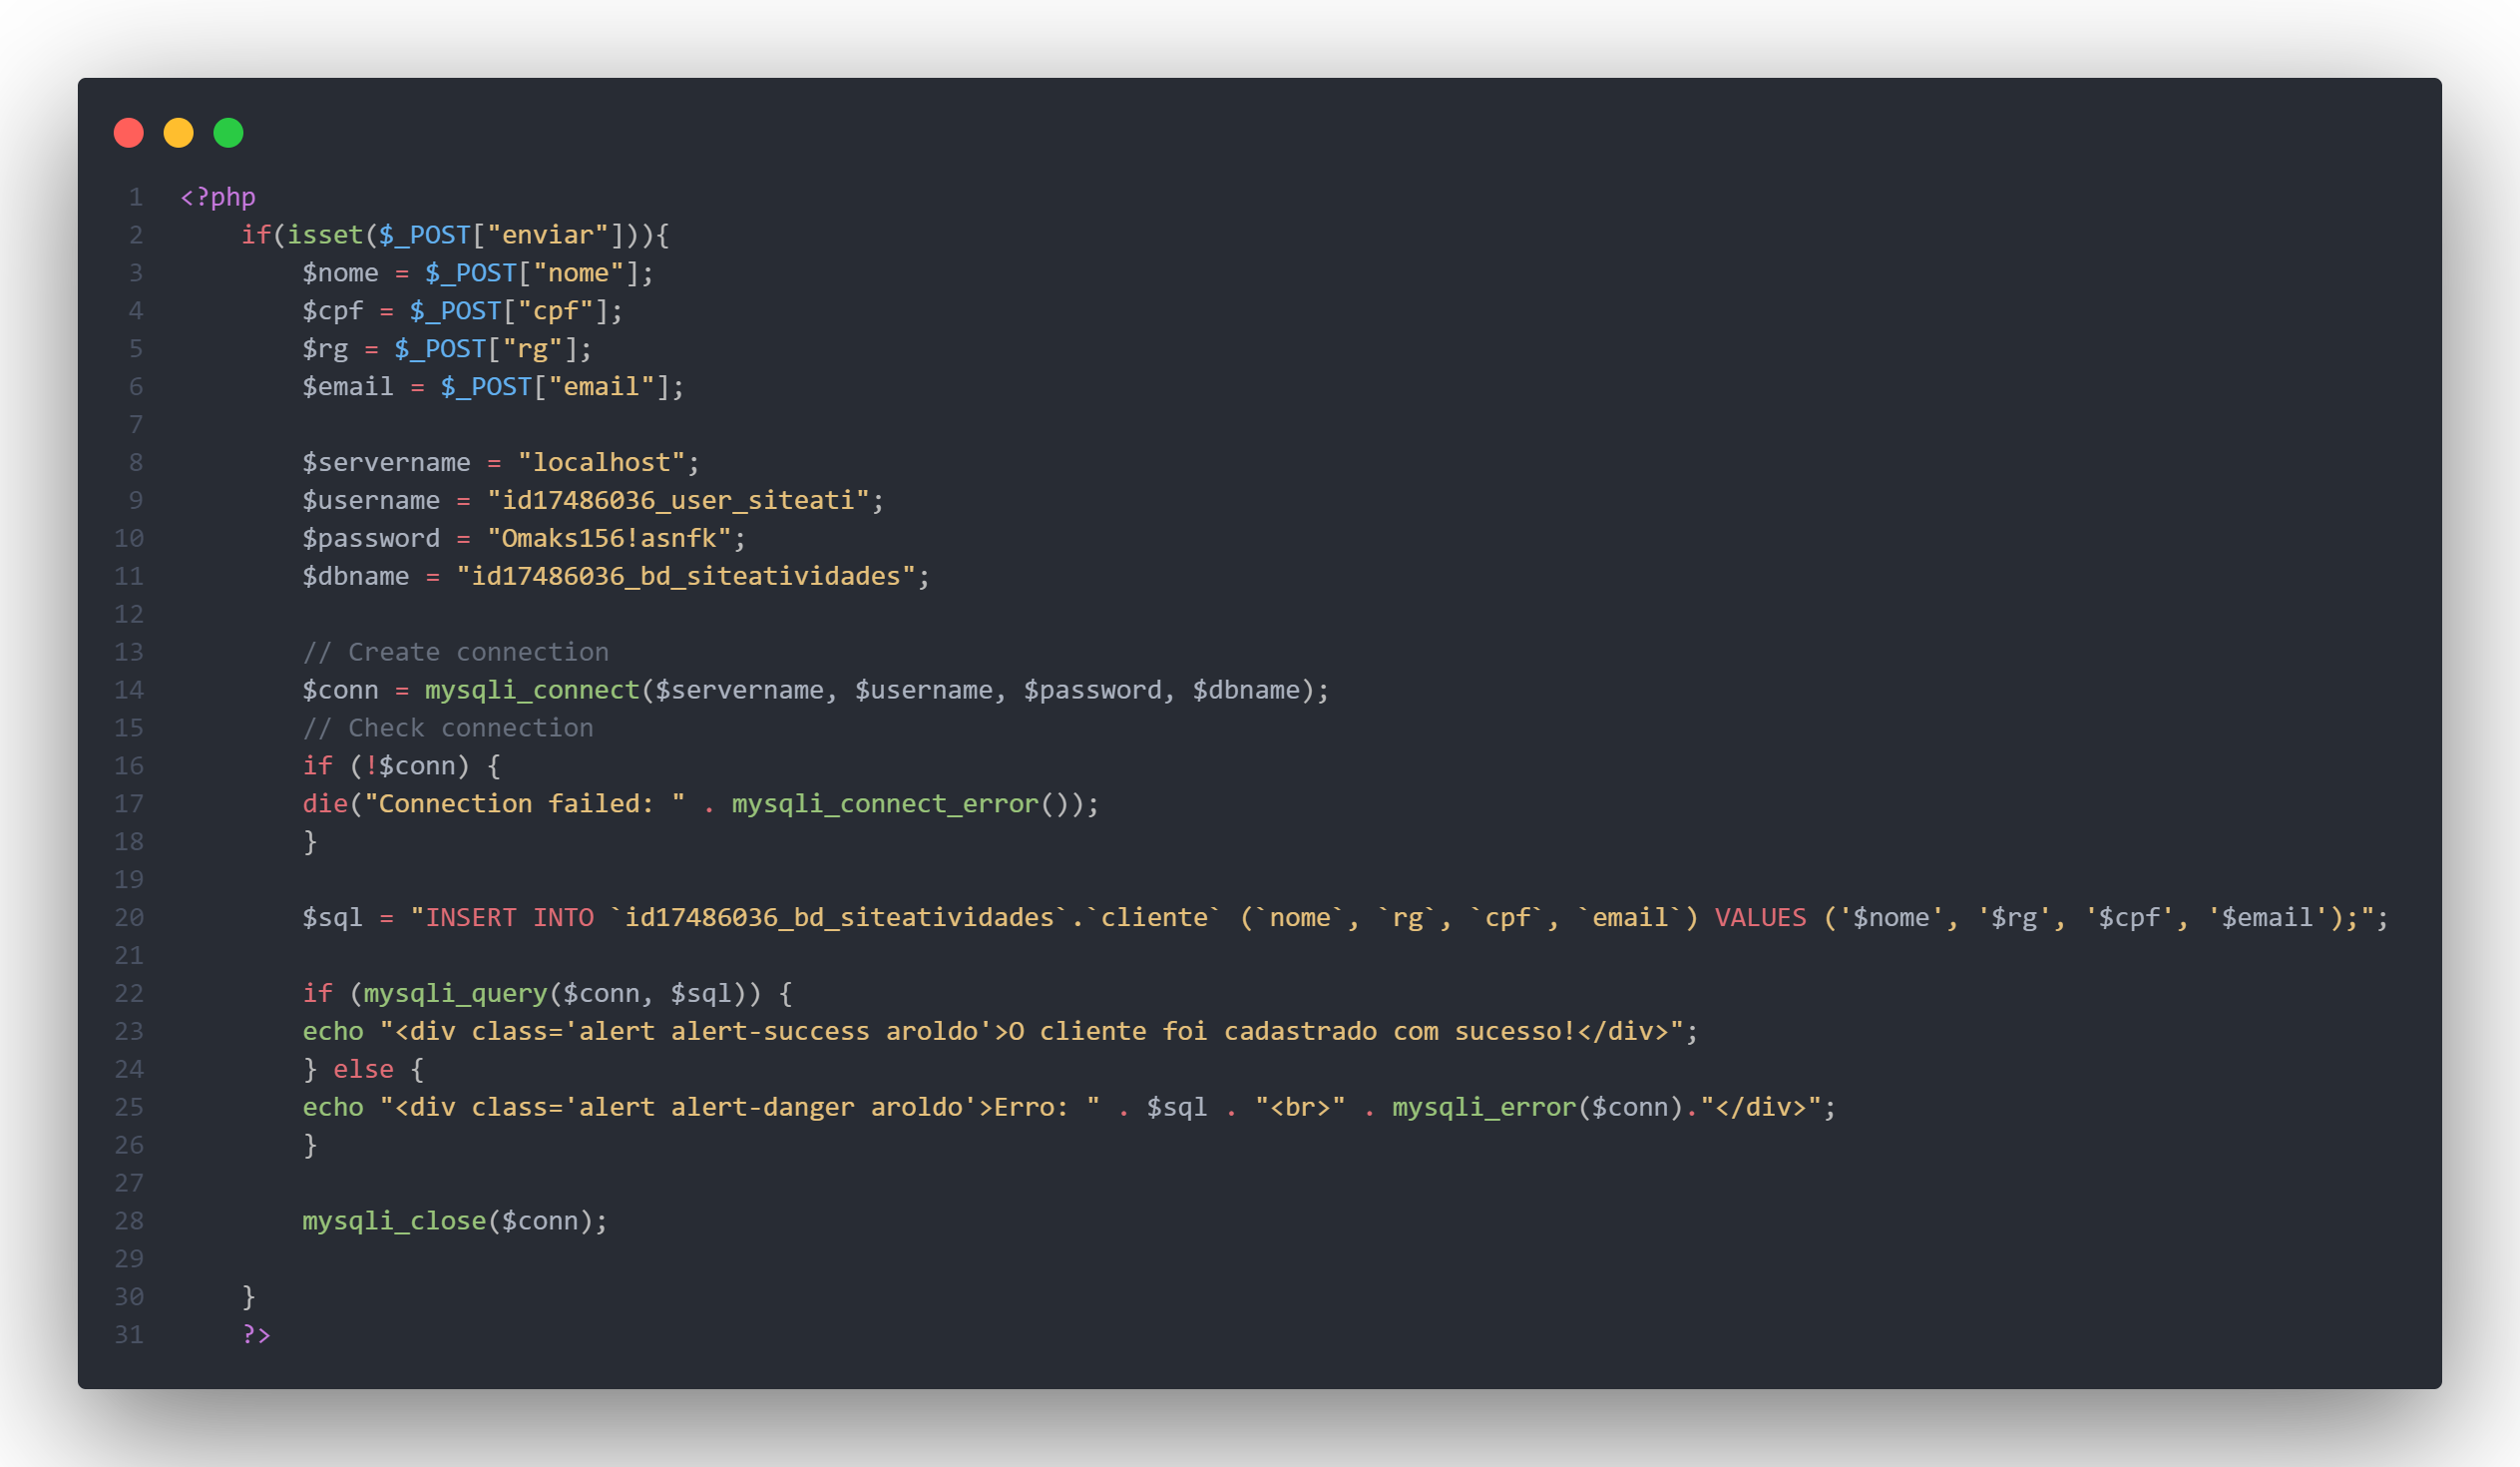 1 <?php
2 if(isset($_POST["enviar"])){
3 $nome = $_POST["nome"];
4 $cpf = $_POST["cpf"];
5 $rg = $_POST["rg"];
6 $email = $_POST["email"];
7
8 $servername = "localhost";
9 $username = "id17486036_user_siteati";
10 $password = "Omaks156!asnfk";
11 $dbname = "id17486036_bd_siteatividades";
12
13 // Create connection
14 $conn = mysqli_connect($servername, $username, $password, $dbname);
15 // Check connection
16 if (!$conn) {
17 die("Connection failed: " . mysqli_connect_error());
18 }
19
20 $sql = "INSERT INTO `id17486036_bd_siteatividades`.`cliente` (`nome`, `rg`, `cpf`, `email`) VALUES ('$nome', '$rg', '$cpf', '$email');";
21
22 if (mysqli_query($conn, $sql)) {
23 echo "<div class='alert alert-success aroldo'>O cliente foi cadastrado com sucesso!</div>";
24 } else {
25 echo "<div class='alert alert-danger aroldo'>Erro: " . $sql . "<br>" . mysqli_error($conn)."</div>";
26 }
27
28 mysqli_close($conn);
29
30 }
31 ?>